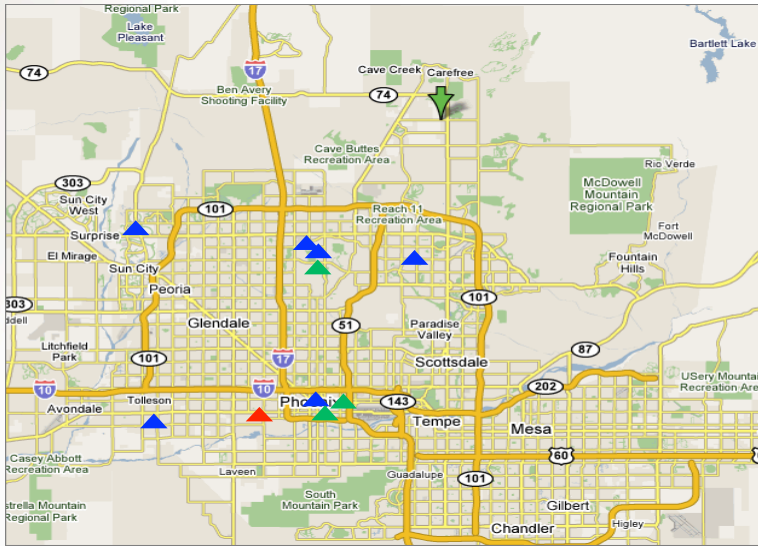 Regional Park
Lake
Pleasant
Bartlett Lake
74
17
Cave Creek
Carefree
Ben Avery
Shooting Facility
74
Cave Buttes
Recreation Area
Rio Verde
303
Sun City
West
101
McDowell
Mountain
Regional Park
Reach 11
Recreation Area
Surprise
Fort
McDowell
El Mirage
Sun City
Fountain
Hills
Peoria
303
101
ddell
Glendale
51
Paradise
Valley
Litchfield
Park
101
17
87
Scottsdale
USery Mountain
Recreation Area
10
10
202
Avondale
Tolleson
Phoenix
143
Tempe
Mesa
Casey Abbott
Recreation Area
60
Laveen
Guadalupe
101
South
Mountain Park
strella Mountain
Regional Park
Gilbert
Higley
Chandler